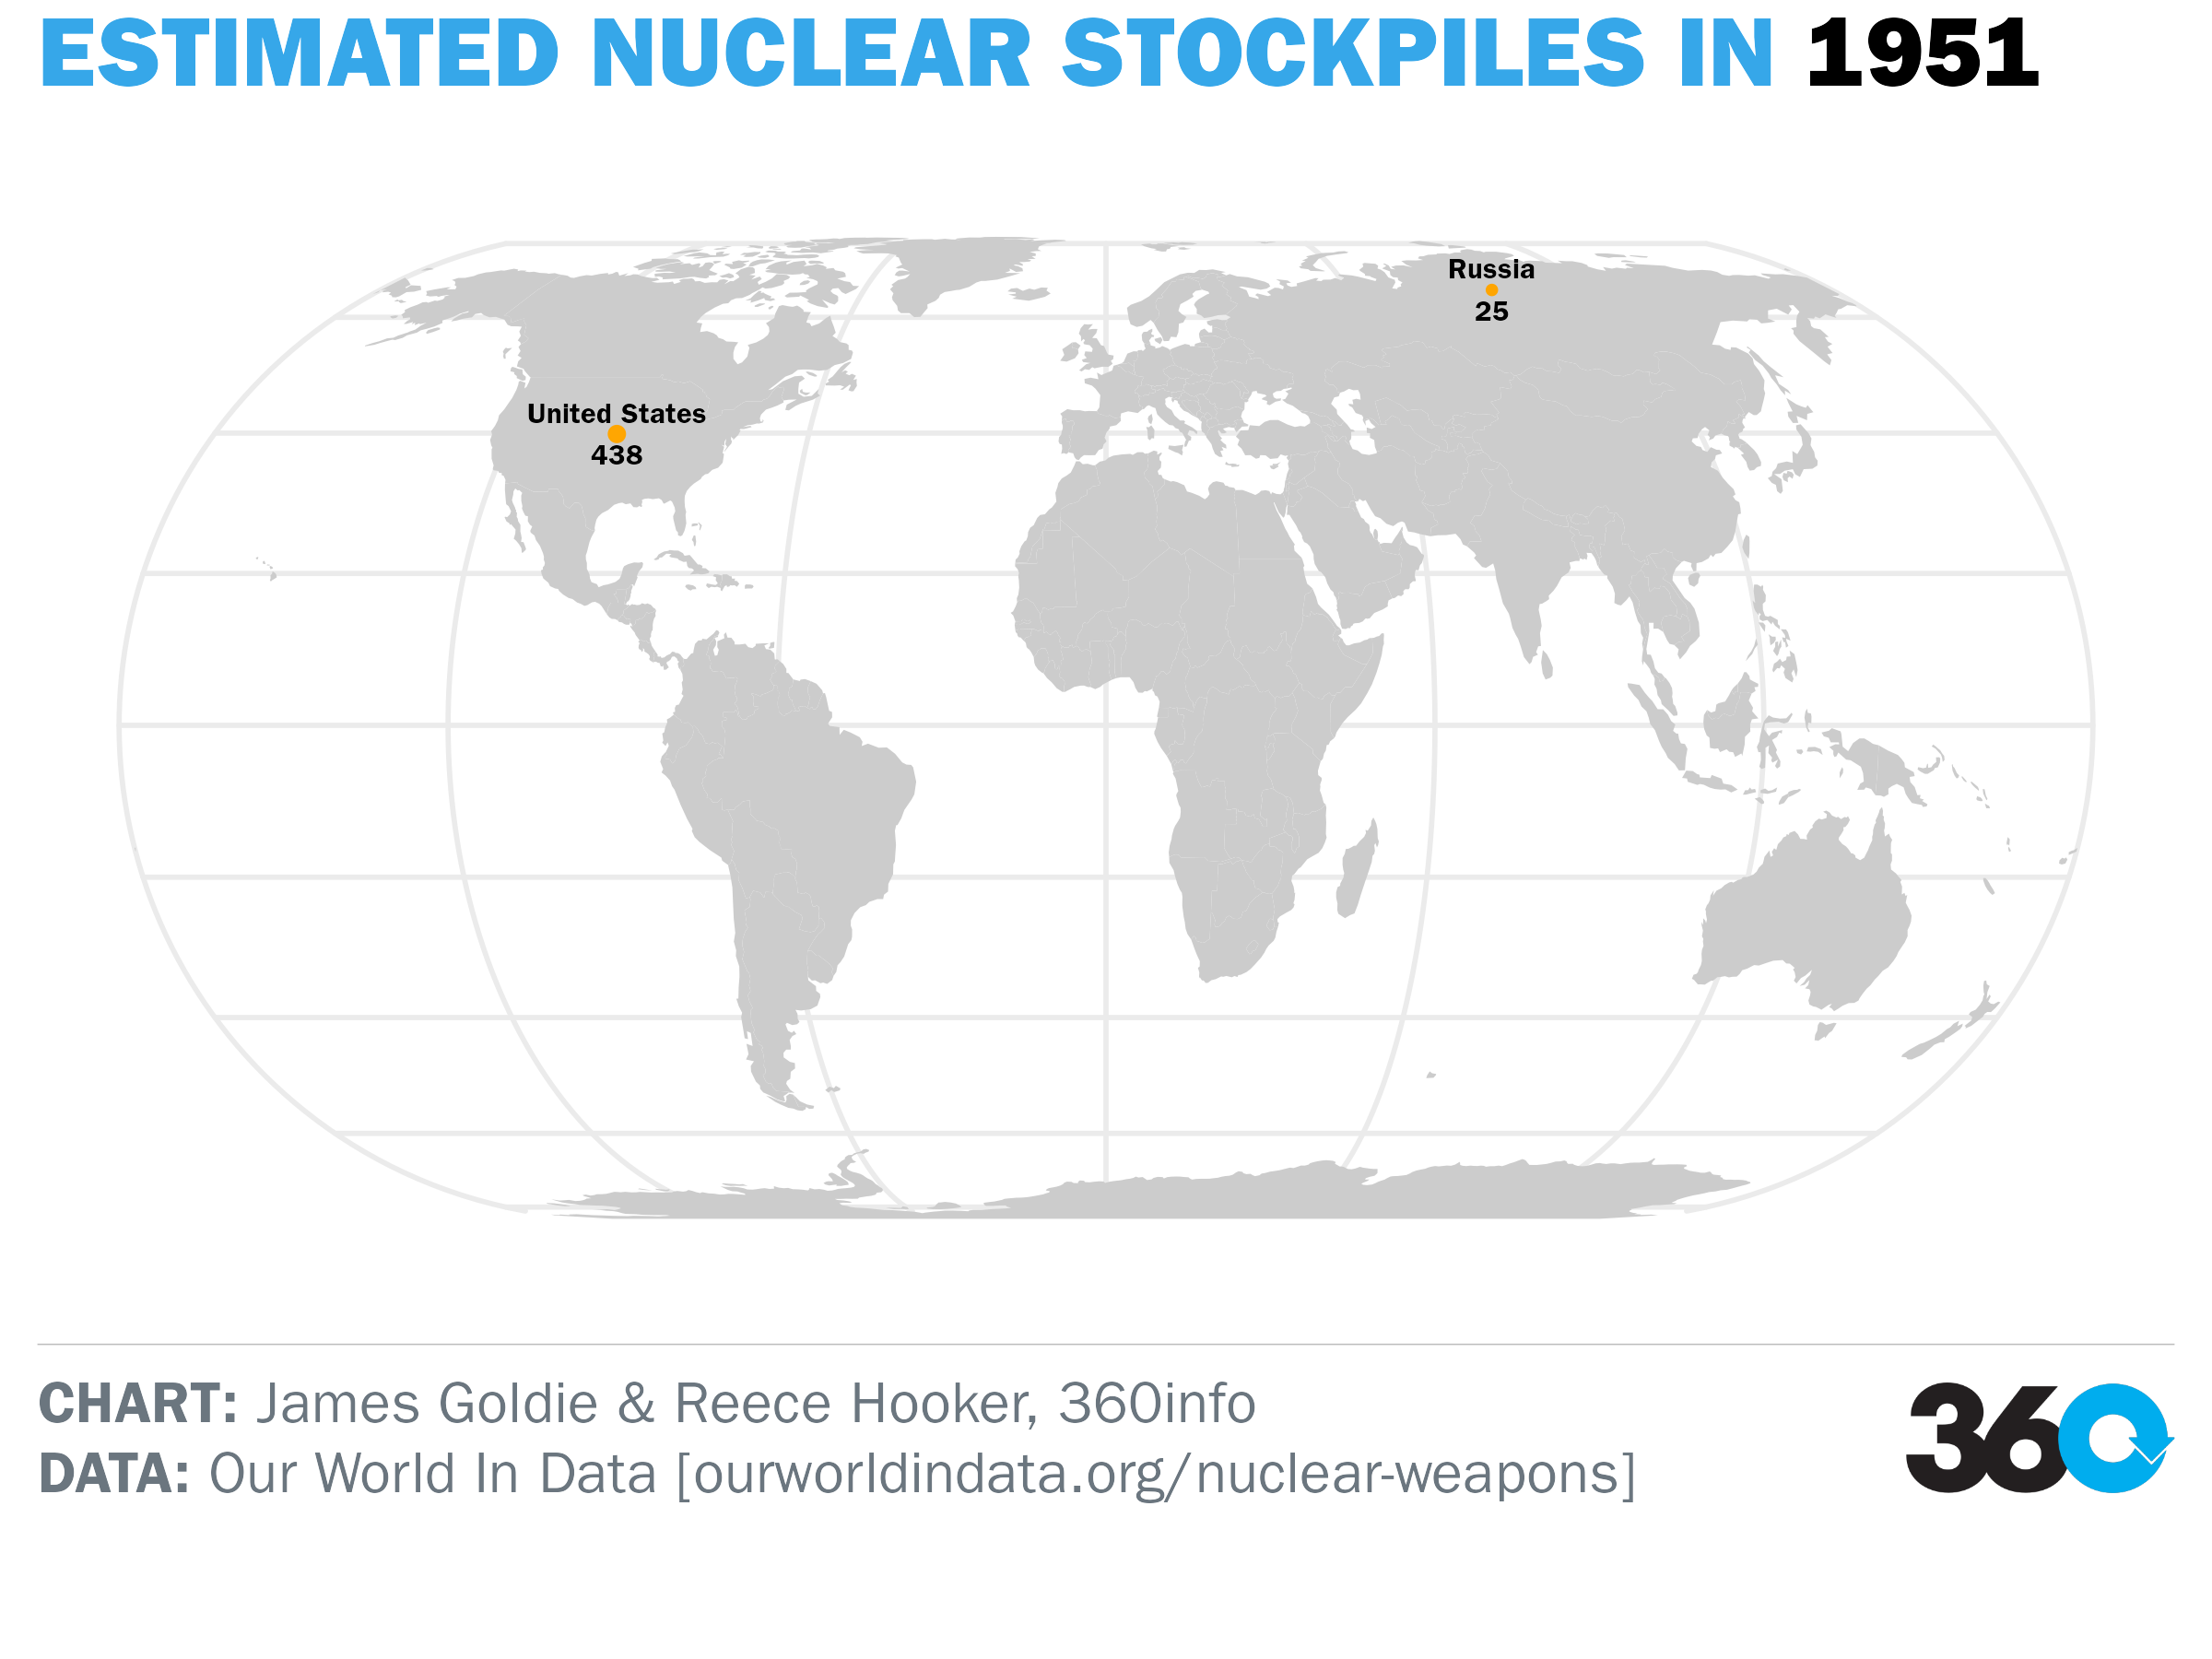 ESTIMATED NUCLEAR STOCKPILES IN 1951
Russia
25
United States
438
CHART: James Goldie & Reece Hooker, 360info
DATA: Our World In Data [ourworldindata.org/nuclear-weapons]
360